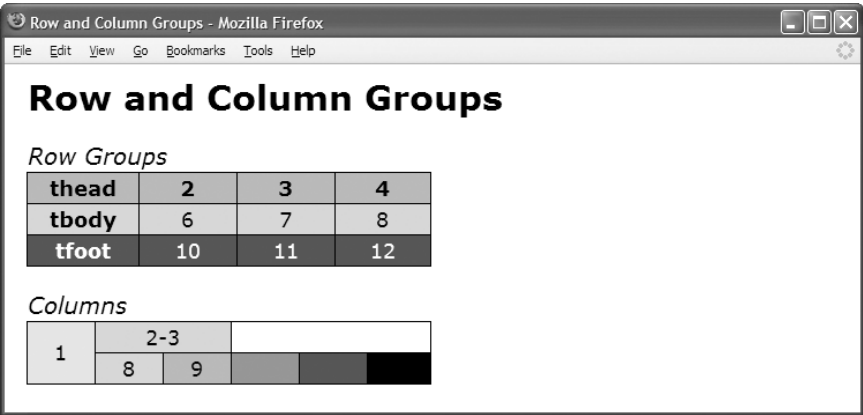 Row and Column Groups - Mozilla Firefox
File Edit View Go Bookmarks Tools Help
Row and Column Groups
Row Groups
thead 2 3 4
tbody 6 7 8
tfoot 10 11 12
Columns
1 2-3
8 9